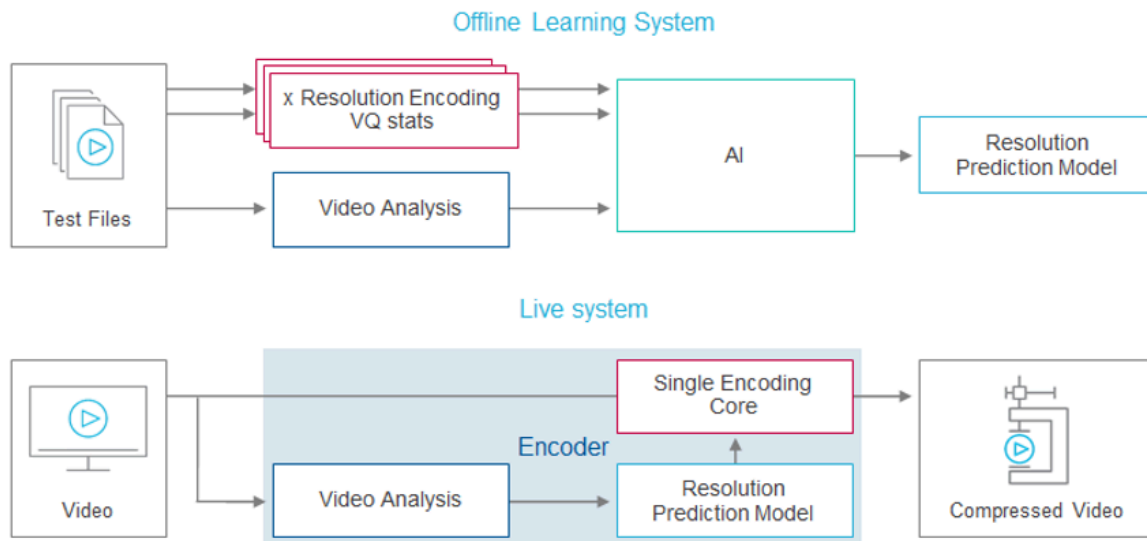 Offline Learning System
x Resolution Encoding
VQ stats
AI
Resolution
Prediction Model
Test Files
Video Analysis
Live system
Single Encoding
Core
Encoder
Video
Video Analysis
Resolution
Prediction Model
Compressed Video